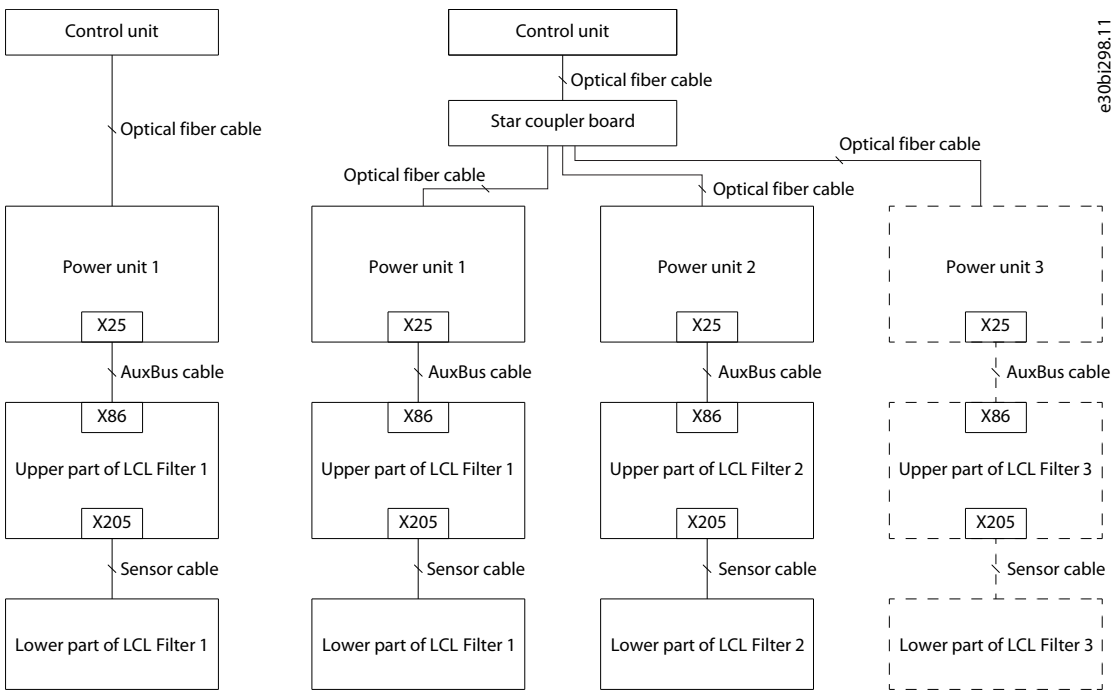 Control unit
Control unit
e30bi298.11
Optical fiber cable
Star coupler board
Optical fiber cable
Optical fiber cable
Optical fiber cable
Optical fiber cable
Power unit 1
Power unit 1
Power unit 2
Power unit 3
X25
X25
X25
X25
AuxBus cable
AuxBus cable
AuxBus cable
AuxBus cable
X86
X86
X86
X86
Upper part of LCL Filter 1
Upper part of LCL Filter 1
Upper part of LCL Filter 2
Upper part of LCL Filter 3
X205
X205
X205
X205
Sensor cable
Sensor cable
Sensor cable
Sensor cable
Lower part of LCL Filter 1
Lower part of LCL Filter 1
Lower part of LCL Filter 2
Lower part of LCL Filter 3